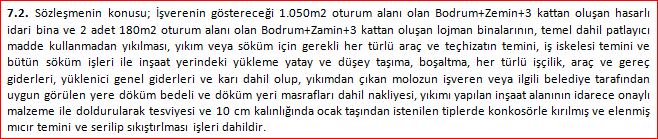 7.2. Sözleşmenin konusu; İşverenin göstereceği 1.050m2 oturum alanı olan Bodrum+Zemin+3 kattan oluşan hasarlı
idari bina ve 2 adet 180m2 oturum alanı olan Bodrum+Zamin+3 kattan oluşan lojman binalarının, temel dahil patlayıcı
madde kullanmadan yıkılması, yıkım veya söküm için gerekli her türlü araç ve teçhizatın temini, iş iskelesi temini ve
bütün söküm işleri ile inşaat yerindeki yükleme yatay ve düşey taşıma, boşaltma, her türlü işçilik, araç ve gereç
giderleri, yüklenici genel giderleri ve karı dahil olup, yıkımdan çıkan molozun işveren veya ilgili belediye tarafından
uygun görülen yere döküm bedeli ve döküm yeri masrafları dahil nakliyesi, yıkımı yapılan inşaat alanının idarece onaylı
malzeme ile doldurularak tesviyesi ve 10 cm kalınlığında ocak taşından istenilen tiplerde konkosörle kırılmış ve elenmiş
mıcır temini ve serilip sıkıştırlması işleri dahildir.